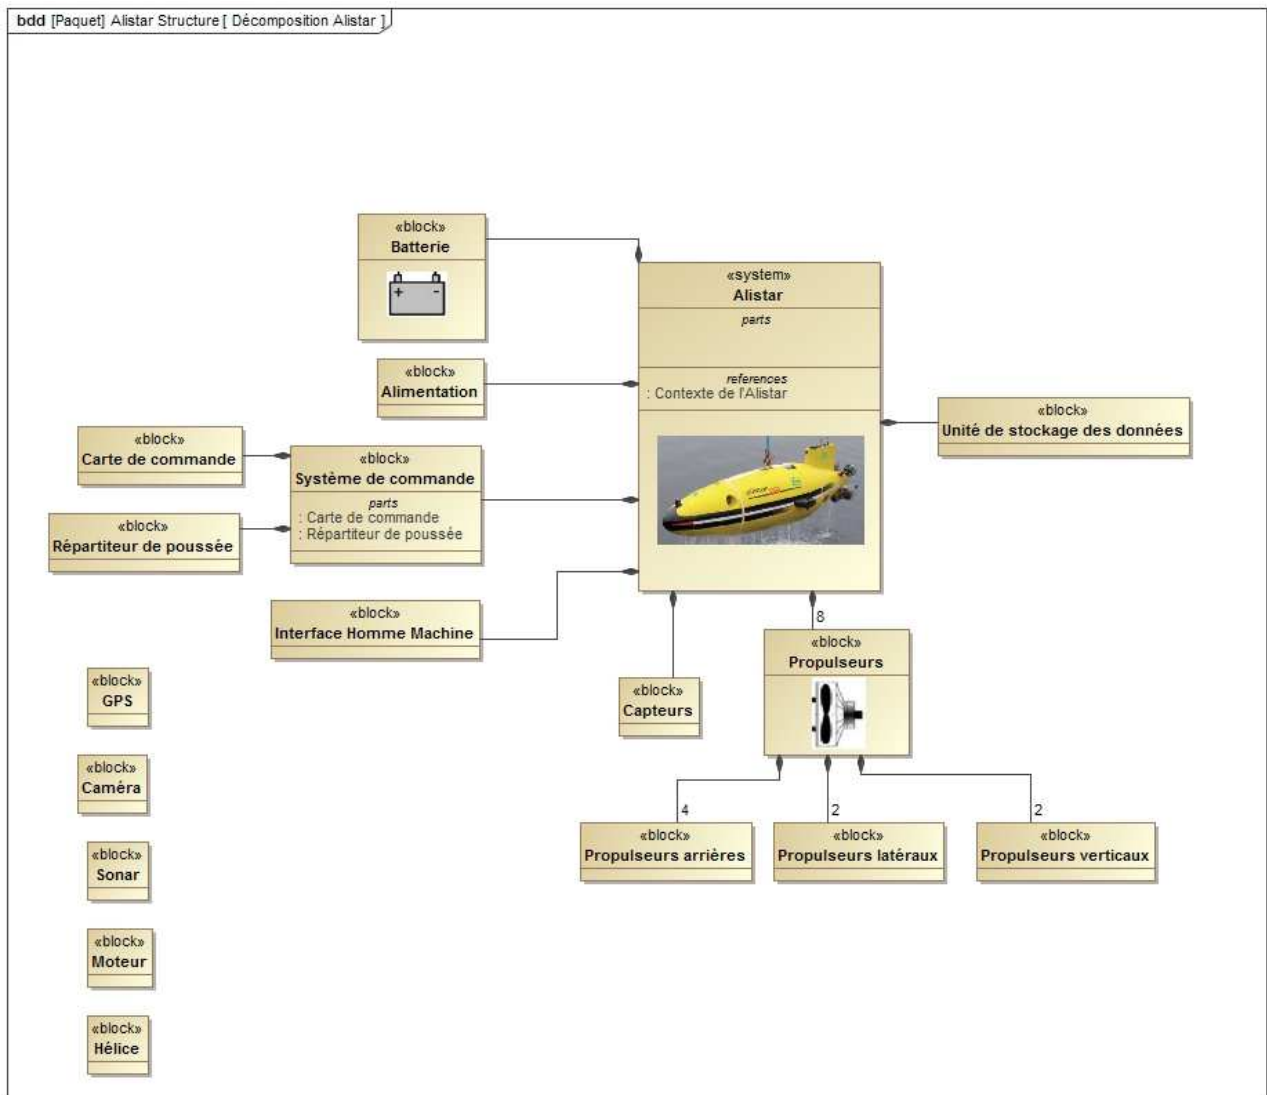 bdd [Paquet] Alistar Structure [ Décomposition Alistar ]
«block»
Batterie
+ -
«system»
Alistar
parts
references
: Contexte de l'Alistar
«block»
Alimentation
«block»
Unité de stockage des données
«block»
Carte de commande
«block»
Système de commande
parts
: Carte de commande
: Répartiteur de poussée
«block»
Répartiteur de poussée
«block»
Interface Homme Machine
8
«block»
Propulseurs
«block»
Capteurs
«block»
GPS
«block»
Caméra
«block»
Sonar
«block»
Moteur
«block»
Hélice
4
«block»
Propulseurs arrières
2
«block»
Propulseurs latéraux
2
«block»
Propulseurs verticaux